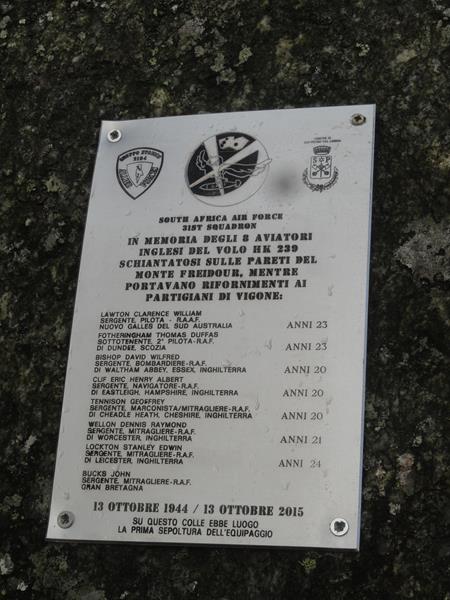 GRUPPO STORICO
SOUTH AFRICA AIR FORCE
31ST SQUADRON
IN MEMORIA DEGLI 8 AVIATORI
INGLESI DEL VOLO HK 239
SCHIANTATOSI SULLE PARETI DEL
MONTE FREIDOUR, MENTRE
PORTAVANO RIFORNIMENTI AI
PARTIGIANI DI VIGONE:
LAWTON CLARENCE WILLIAM
SERGENTE, PILOTA - R.A.A.F.
NUOVO GALLES DEL SUD AUSTRALIA ANNI 23
FOTHERINGHAM THOMAS DUFFAS
SOTTOTENENTE, 2° PILOTA-R.A.F.
DI DUNDEE, SCOZIA ANNI 23
BISHOP DAVID WILFRED
SERGENTE, BOMBARDIERE-R.A.F.
DI WALTHAM ABBEY, ESSEX, INGHILTERRA ANNI 20
CLIF ERIC HENRY ALBERT
SERGENTE, NAVIGATORE-R.A.F.
DI EASTLEIGH, HAMPSHIRE, INGHILTERRA ANNI 20
TENNISON GEOFFREY
SERGENTE, MARCONISTA/MITRAGLIERE-R.A.F.
DI CHEADLE HEATH, CHESHIRE, INGHILTERRA ANNI 20
WELLON DENNIS RAYMOND
SERGENTE, MITRAGLIERE-R.A.F.
DI WORCESTER, INGHILTERRA ANNI 21
LOCKTON STANLEY EDWIN
SERGENTE, MITRAGLIERE-R.A.F.
DI LEICESTER, INGHILTERRA ANNI 24
BUCKS JOHN
SERGENTE, MITRAGLIERE-R.A.F.
GRAN BRETAGNA
13 OTTOBRE 1944 / 13 OTTOBRE 2015
SU QUESTO COLLE EBBE LUOGO
LA PRIMA SEPOLTURA DELL'EQUIPAGGIO